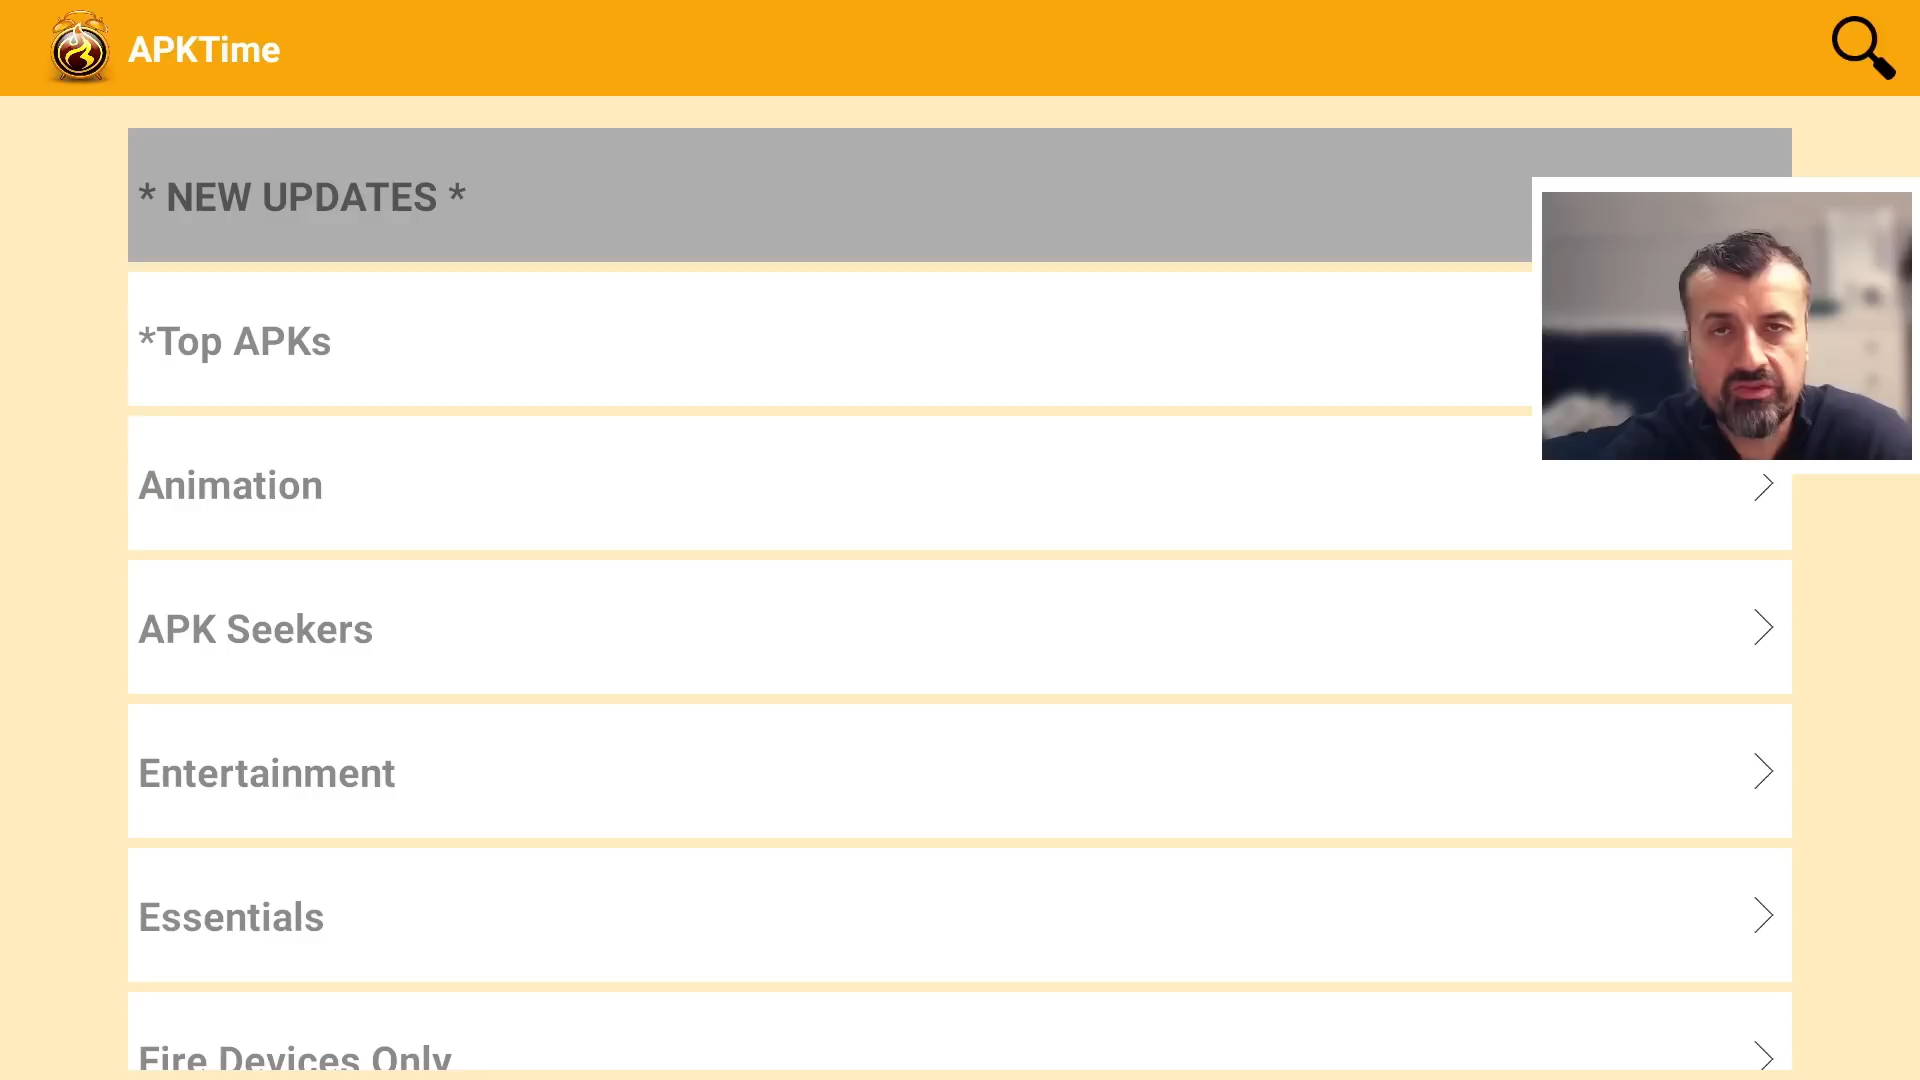 APKTime
* NEW UPDATES *
*Top APKs
Animation
APK Seekers
Entertainment
Essentials
Fire Devices Only